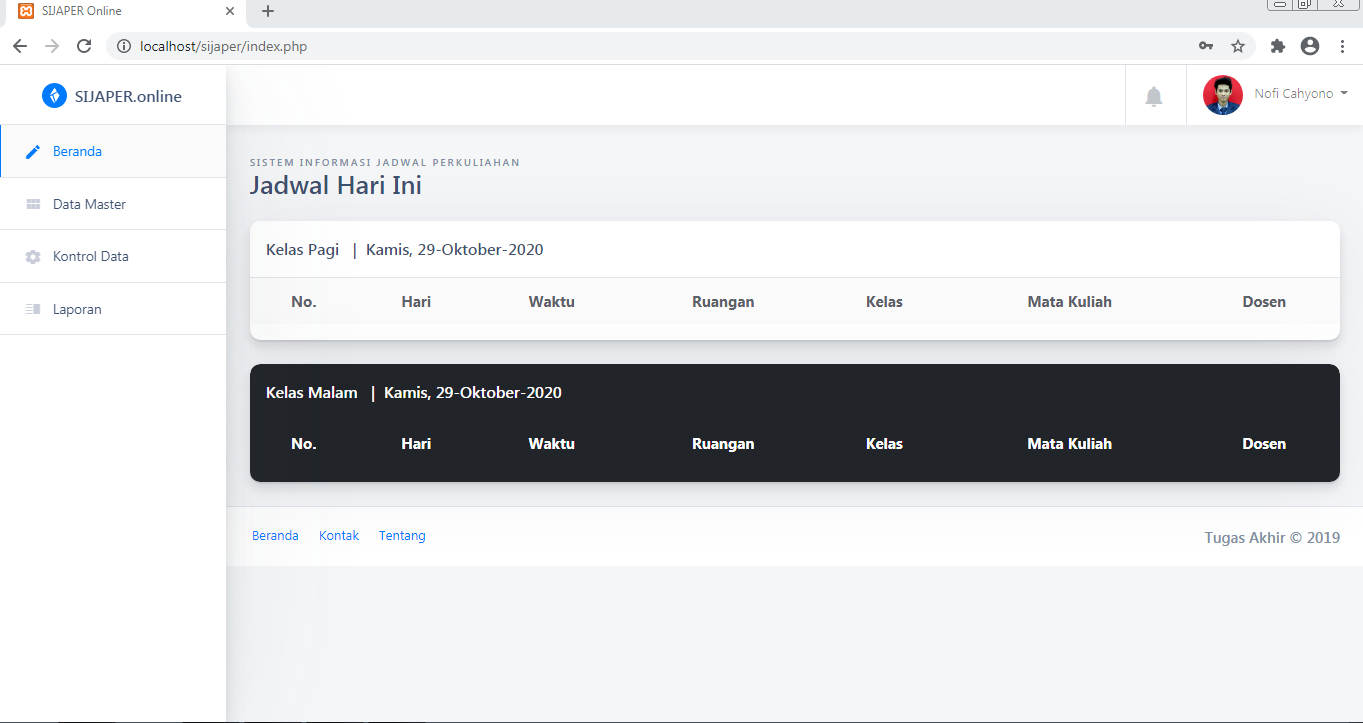 SIJAPER Online
localhost/sijaper/index.php
SIJAPER.online
Nofi Cahyono
Beranda
Data Master
Kontrol Data
Laporan
SISTEM INFORMASI JADWAL PERKULIAHAN
Jadwal Hari Ini
Kelas Pagi | Kamis, 29-Oktober-2020
No. Hari Waktu Ruangan Kelas Mata Kuliah Dosen
Kelas Malam | Kamis, 29-Oktober-2020
No. Hari Waktu Ruangan Kelas Mata Kuliah Dosen
Beranda Kontak Tentang
Tugas Akhir © 2019